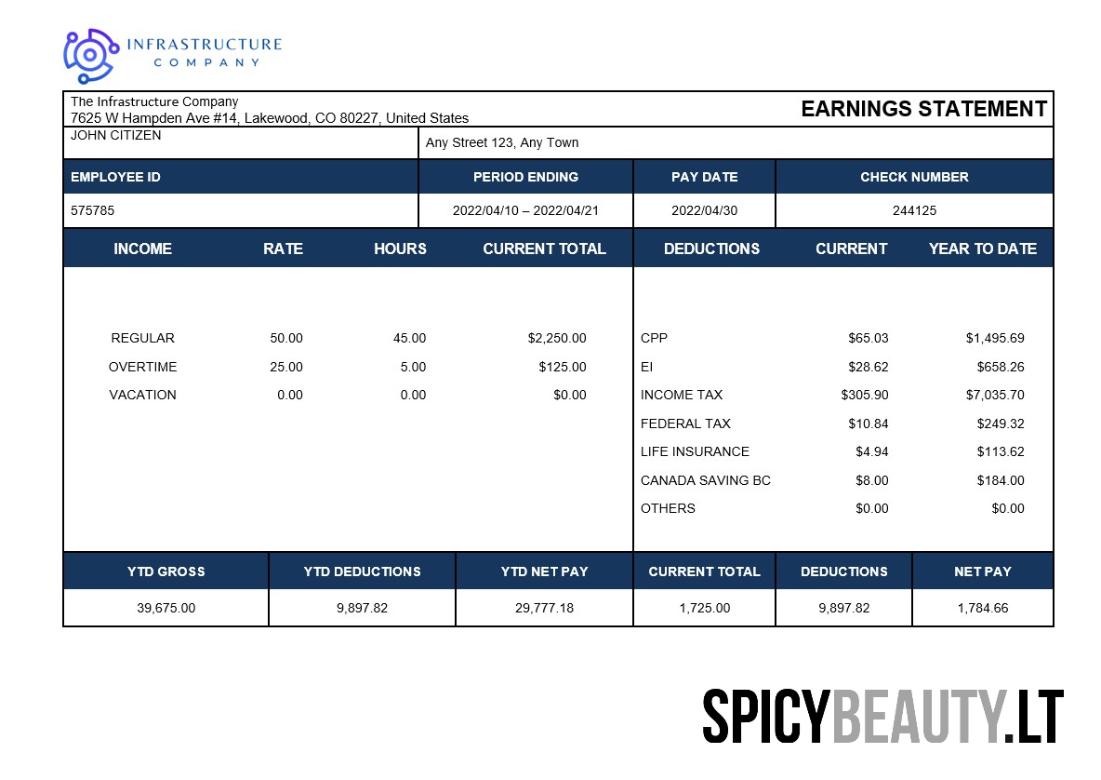 INFRASTRUCTURE
COMPANY
The Infrastructure Company
7625 W Hampden Ave #14, Lakewood, CO 80227, United States
EARNINGS STATEMENT
JOHN CITIZEN
Any Street 123, Any Town
EMPLOYEE ID PERIOD ENDING PAY DATE CHECK NUMBER
575785 2022/04/10 – 2022/04/21 2022/04/30 244125
INCOME RATE HOURS CURRENT TOTAL DEDUCTIONS CURRENT YEAR TO DATE
REGULAR 50.00 45.00 $2,250.00 CPP $65.03 $1,495.69
OVERTIME 25.00 5.00 $125.00 EI $28.62 $658.26
VACATION 0.00 0.00 $0.00 INCOME TAX $305.90 $7,035.70
FEDERAL TAX $10.84 $249.32
LIFE INSURANCE $4.94 $113.62
CANADA SAVING BC $8.00 $184.00
OTHERS $0.00 $0.00
YTD GROSS YTD DEDUCTIONS YTD NET PAY CURRENT TOTAL DEDUCTIONS NET PAY
39,675.00 9,897.82 29,777.18 1,725.00 9,897.82 1,784.66
SPICYBEAUTY.LT